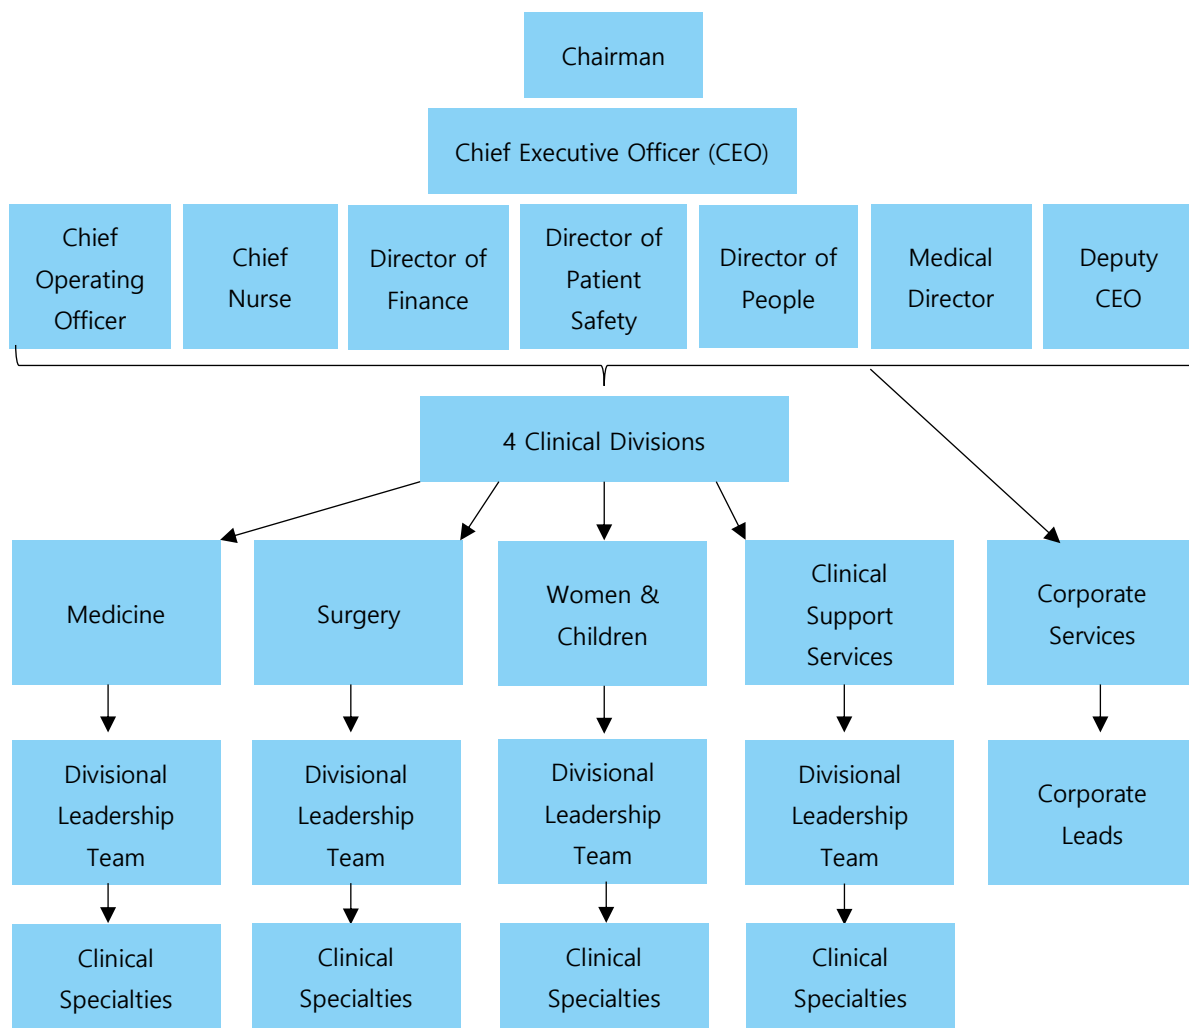 Chairman
Chief Executive Officer (CEO)
Chief
Operating
Officer
Chief
Nurse
Director of
Finance
Director of
Patient
Safety
Director of
People
Medical
Director
Deputy
CEO
4 Clinical Divisions
Medicine
Surgery
Women &
Children
Clinical
Support
Services
Corporate
Services
Divisional
Leadership
Team
Divisional
Leadership
Team
Divisional
Leadership
Team
Divisional
Leadership
Team
Corporate
Leads
Clinical
Specialties
Clinical
Specialties
Clinical
Specialties
Clinical
Specialties